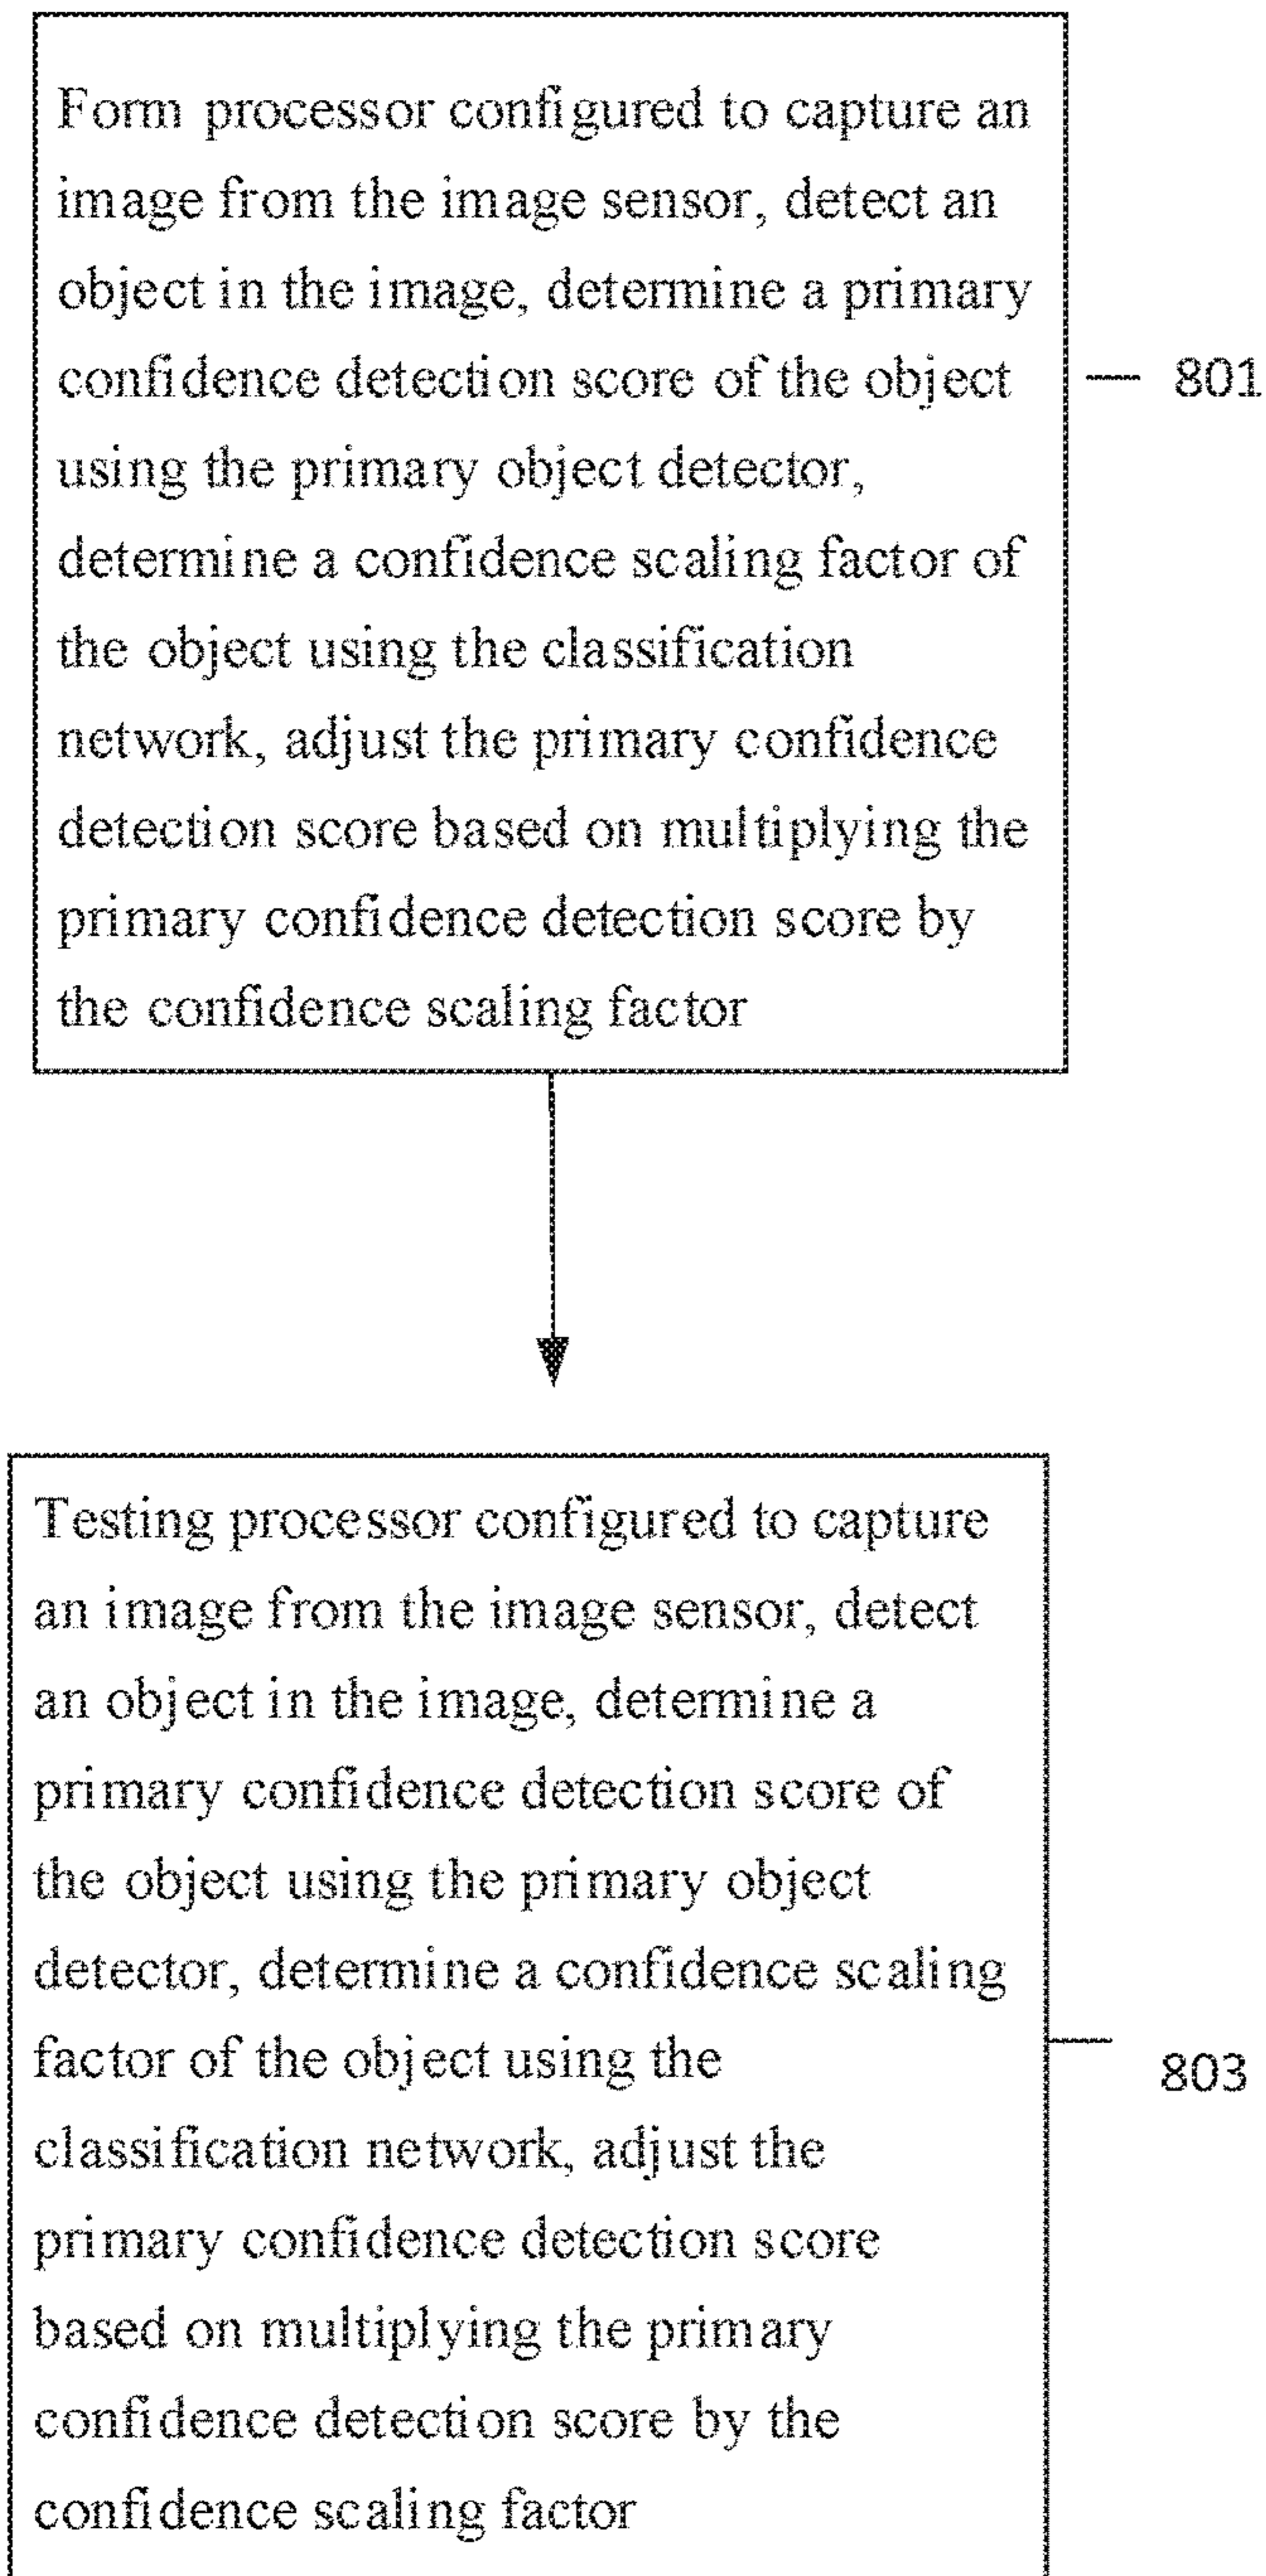 Form processor configured to capture an
image from the image sensor, detect an
object in the image, determine a primary
confidence detection score of the object
using the primary object detector,
determine a confidence scaling factor of
the object using the classification
network, adjust the primary confidence
detection score based on multiplying the
primary confidence detection score by
the confidence scaling factor
801
Testing processor configured to capture
an image from the image sensor, detect
an object in the image, determine a
primary confidence detection score of
the object using the primary object
detector, determine a confidence scaling
factor of the object using the
classification network, adjust the
primary confidence detection score
based on multiplying the primary
confidence detection score by the
confidence scaling factor
803